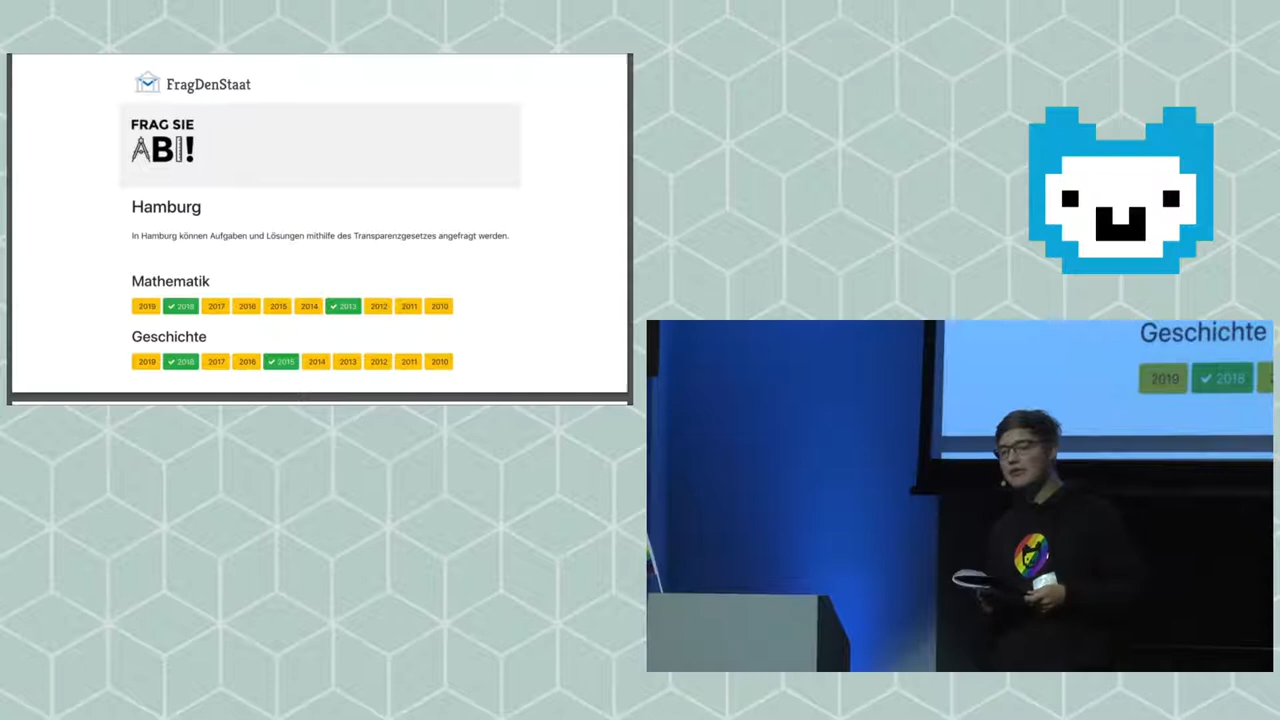 FragDenStaat
FRAG SIE
ABI!
Hamburg
In Hamburg können Aufgaben und Lösungen mithilfe des Transparenzgesetzes angefragt werden.
Mathematik
2019 ✓ 2018 2017 2016 2015 2014 ✓ 2013 2012 2011 2010
Geschichte
2019 ✓ 2018 2017 2016 ✓ 2015 2014 2013 2012 2011 2010
Geschichte
2019 ✓ 2018